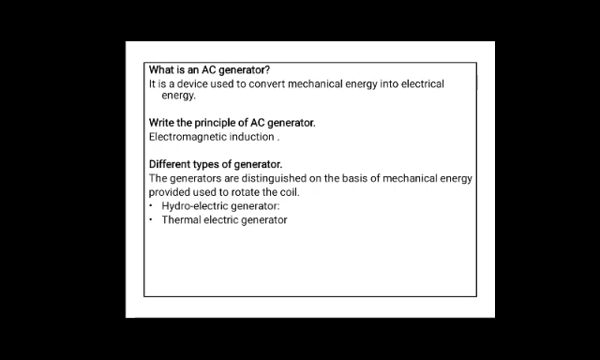 What is an AC generator?
It is a device used to convert mechanical energy into electrical
energy.
Write the principle of AC generator.
Electromagnetic induction .
Different types of generator.
The generators are distinguished on the basis of mechanical energy
provided used to rotate the coil.
• Hydro-electric generator:
• Thermal electric generator